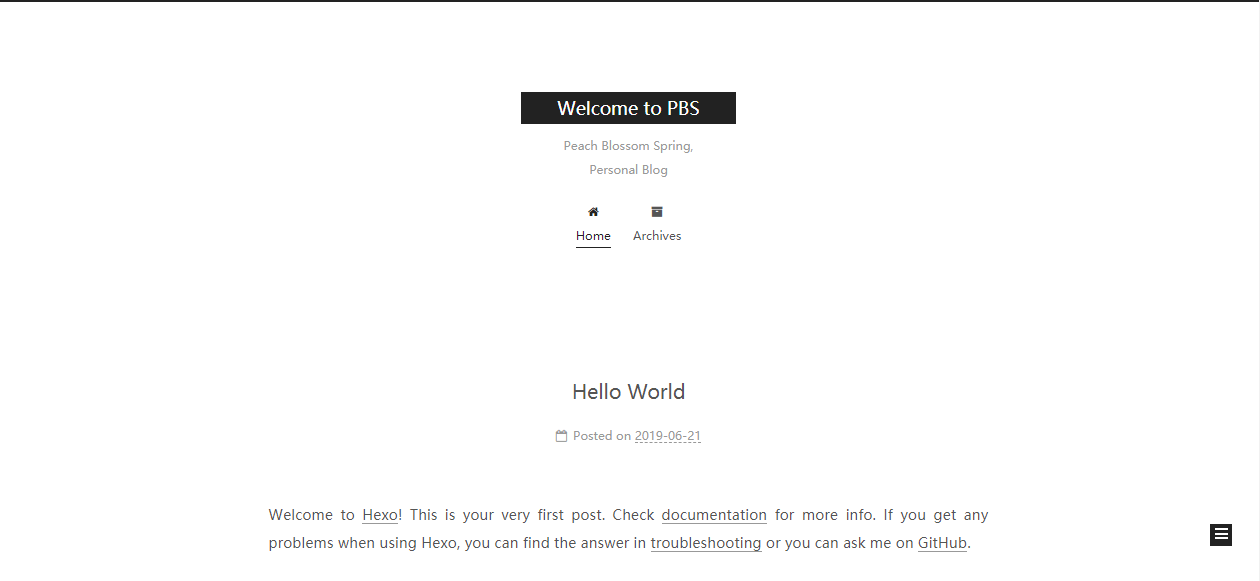 Welcome to PBS
Peach Blossom Spring,
Personal Blog
Home Archives
Hello World
Posted on 2019-06-21
Welcome to Hexo! This is your very first post. Check documentation for more info. If you get any
problems when using Hexo, you can find the answer in troubleshooting or you can ask me on GitHub.